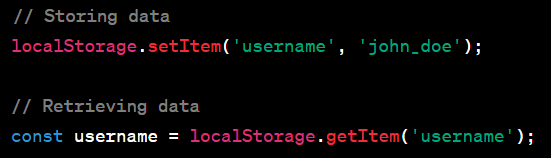 // Storing data
localStorage.setItem('username', 'john_doe');
// Retrieving data
const username = localStorage.getItem('username');